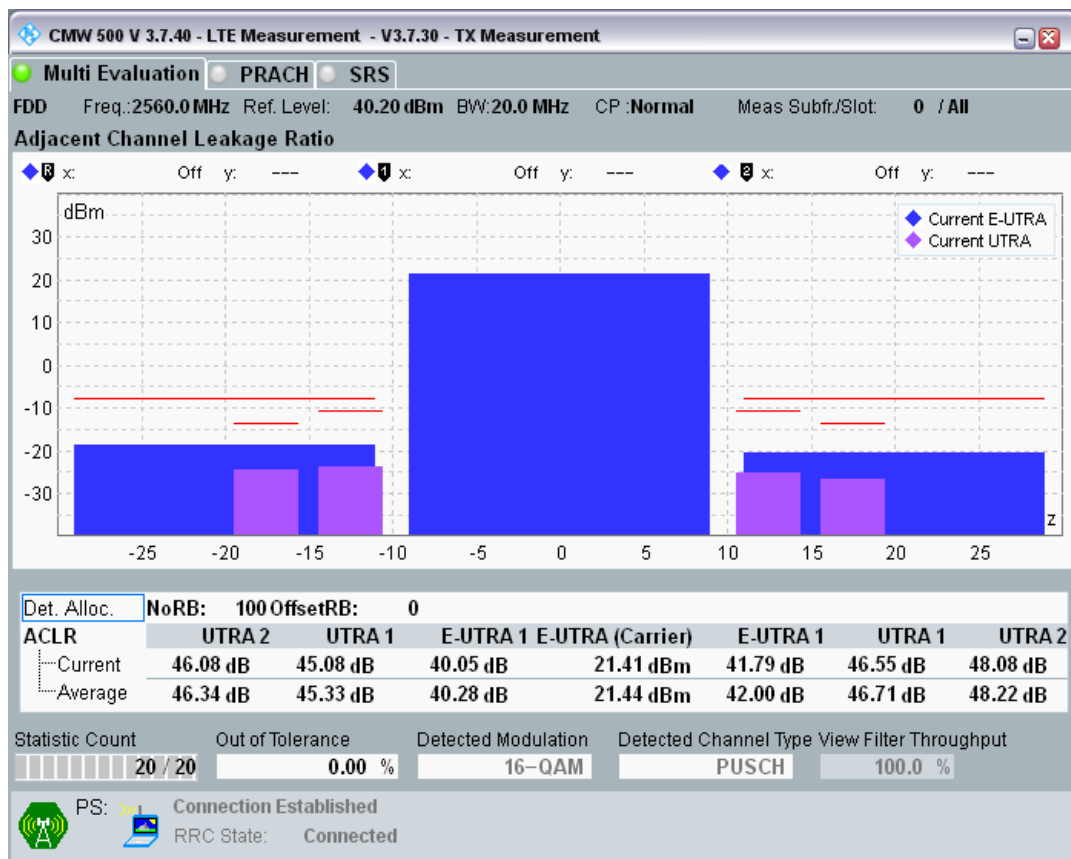 CMW 500 V 3.7.40 - LTE Measurement - V3.7.30 - TX Measurement
Multi Evaluation PRACH SRS
FDD Freq.:2560.0 MHz Ref. Level: 40.20 dBm BW:20.0 MHz CP :Normal Meas Subfr./Slot: 0 / All
Adjacent Channel Leakage Ratio
R x: Off y: --- 1 x: Off y: --- 2 x: Off y: ---
dBm
Current E-UTRA
Current UTRA
30
20
10
0
-10
-20
-30
z
-25 -20 -15 -10 -5 0 5 10 15 20 25
Det. Alloc. NoRB: 100 OffsetRB: 0
ACLR UTRA 2 UTRA 1 E-UTRA 1 E-UTRA (Carrier) E-UTRA 1 UTRA 1 UTRA 2
Current 46.08 dB 45.08 dB 40.05 dB 21.41 dBm 41.79 dB 46.55 dB 48.08 dB
Average 46.34 dB 45.33 dB 40.28 dB 21.44 dBm 42.00 dB 46.71 dB 48.22 dB
Statistic Count Out of Tolerance Detected Modulation Detected Channel Type View Filter Throughput
20 / 20 0.00 % 16-QAM PUSCH 100.0 %
PS: Connection Established
RRC State: Connected